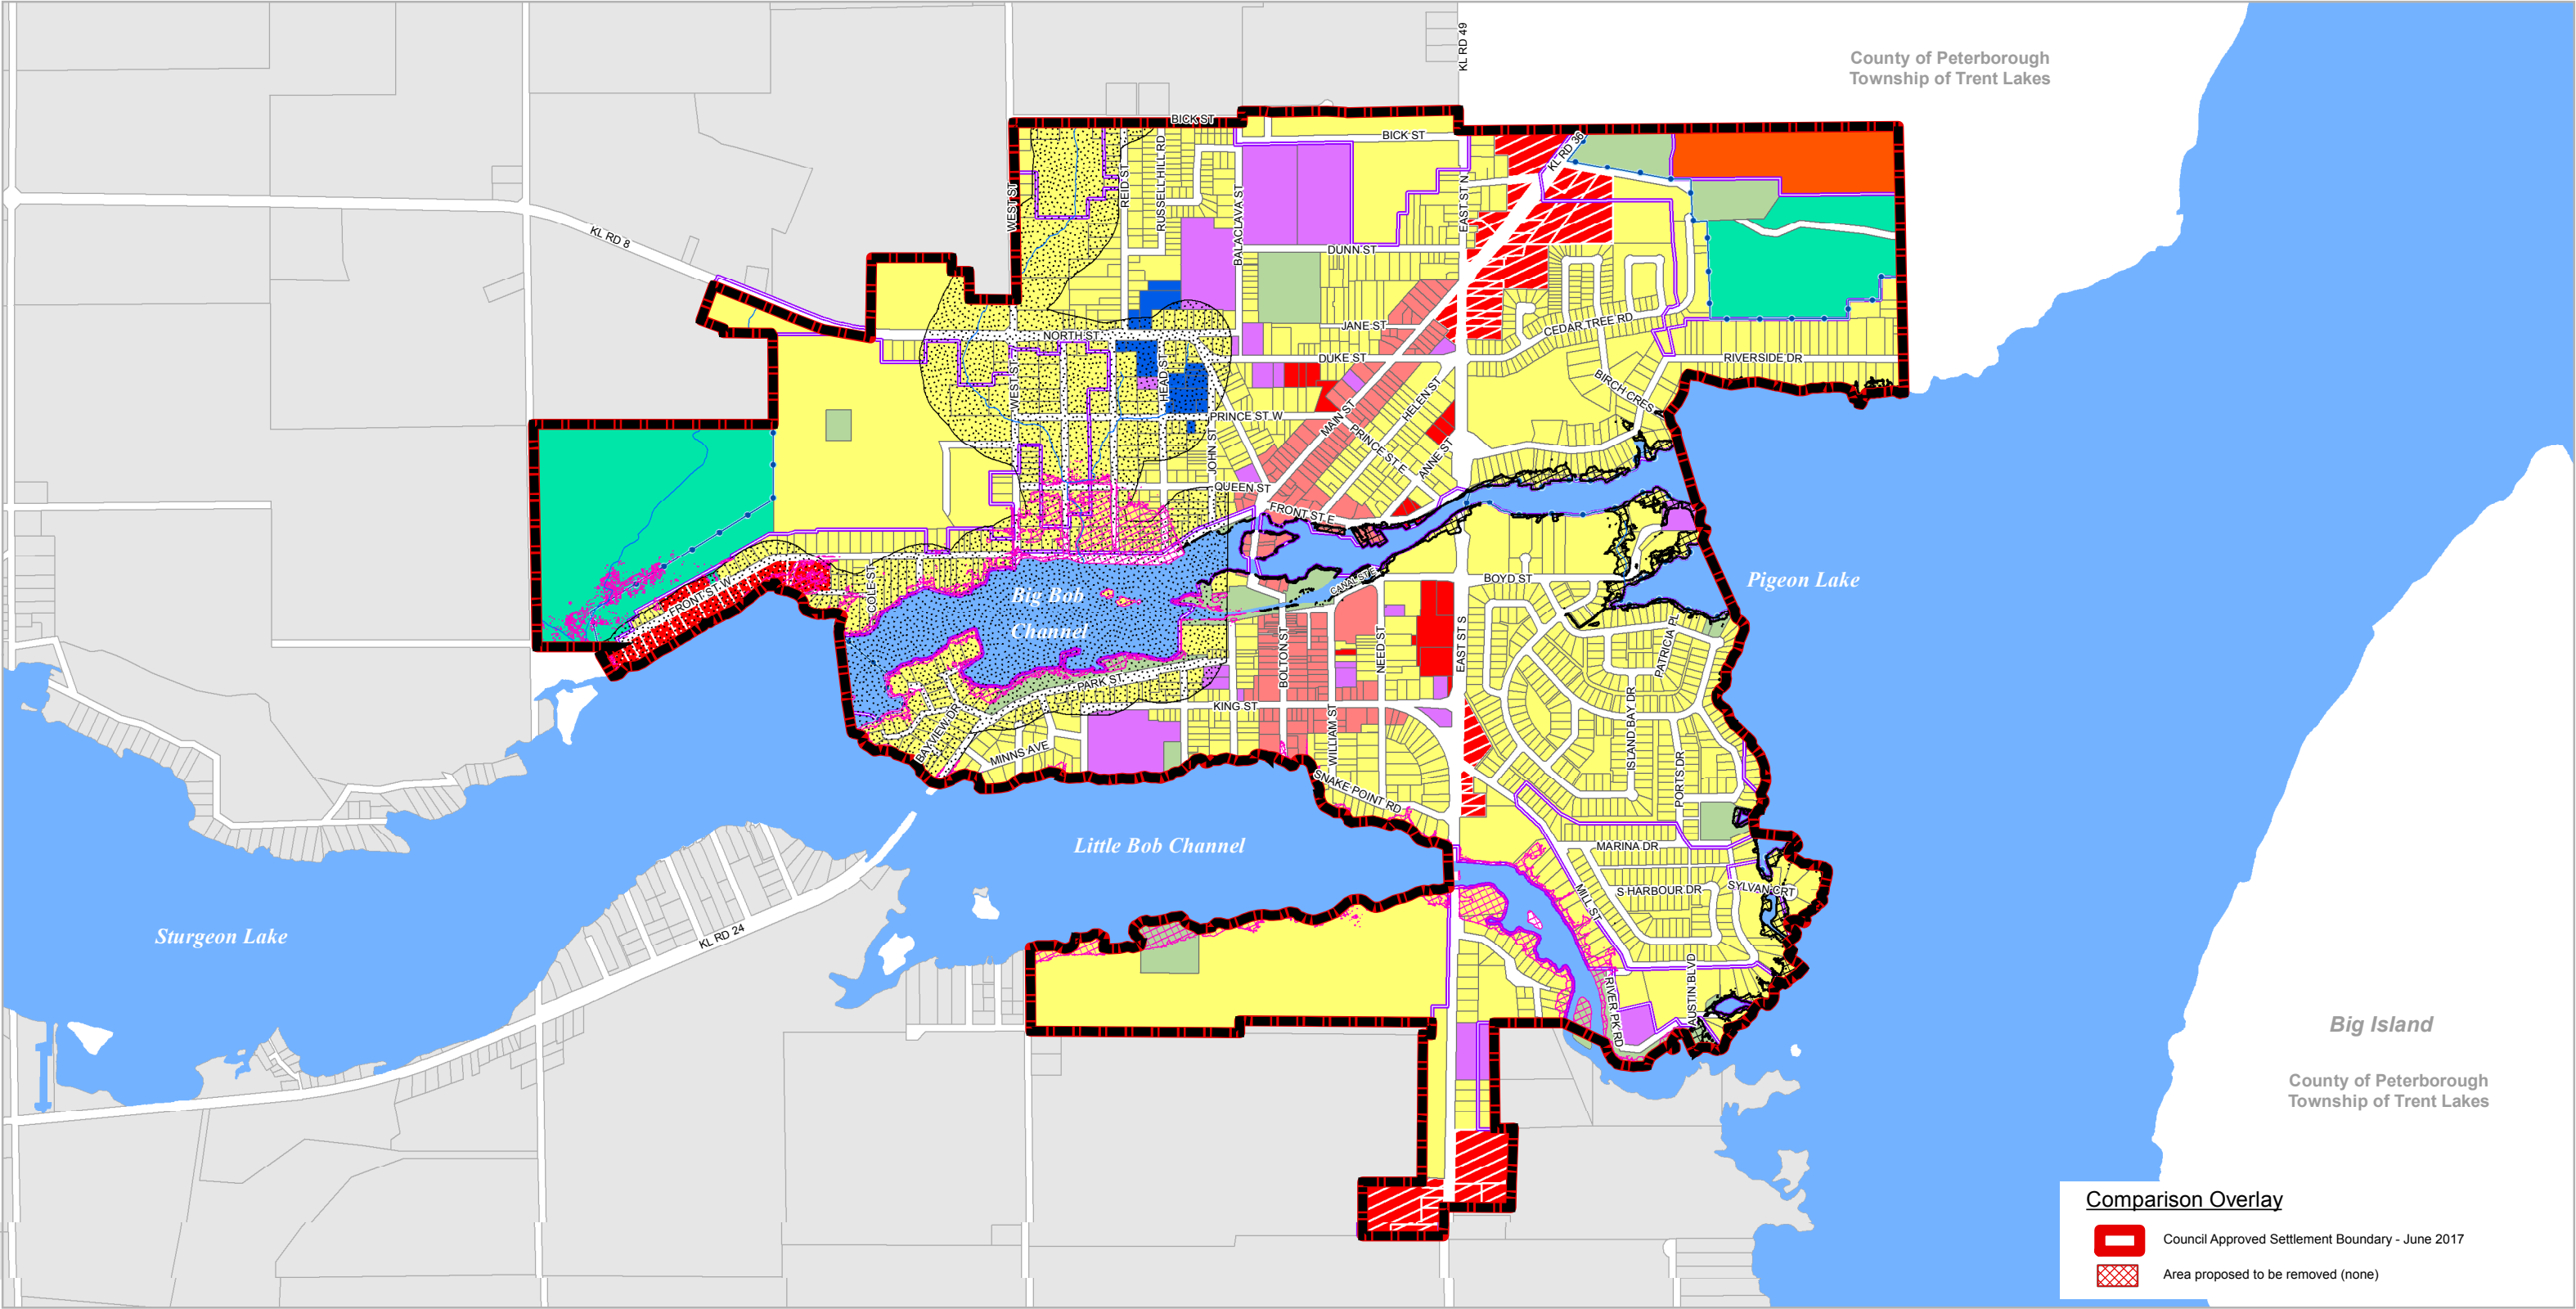 KL RD 49
County of Peterborough
Township of Trent Lakes
BICK ST
BICK ST
KL RD 36
WEST ST
REID ST
RUSSELL HILL RD
BALACLAVA ST
EAST ST N
KL RD 8
DUNN ST
NORTH ST
JANE ST
CEDAR TREE RD
DUKE ST
RIVERSIDE DR
WEST ST
HEAD ST
BIRCH CRES
HELEN ST
MAIN ST
PRINCE ST W
PRINCE ST E
ANNE ST
JOHN ST
QUEEN ST
FRONT ST E
FRONT ST W
COLE ST
CANAL ST E
BOYD ST
Pigeon Lake
Big Bob
Channel
BOLTON ST
NEED ST
EAST ST S
PATRICIA PL
PARK ST
KING ST
WILLIAM ST
ISLAND BAY DR
BAYVIEW DR
MINNS AVE
PORTS DR
SNAKE POINT RD
Little Bob Channel
MARINA DR
MILL ST
S HARBOUR DR
SYLVAN CRT
KL RD 24
Sturgeon Lake
RIVER PK RD
AUSTIN BLVD
Big Island
County of Peterborough
Township of Trent Lakes
Comparison Overlay
Council Approved Settlement Boundary - June 2017
Area proposed to be removed (none)